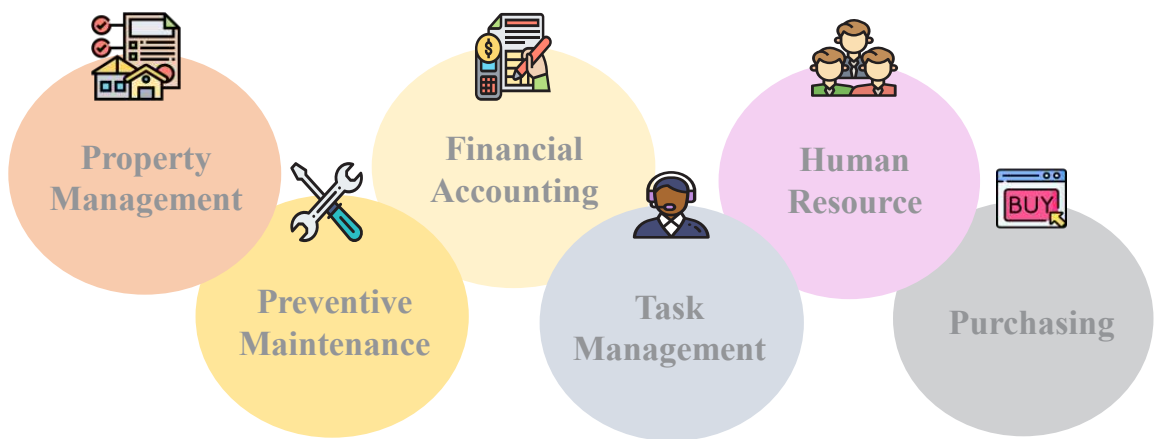 Property
Management
Preventive
Maintenance
$
Financial
Accounting
Task
Management
Human
Resource
BUY
Purchasing